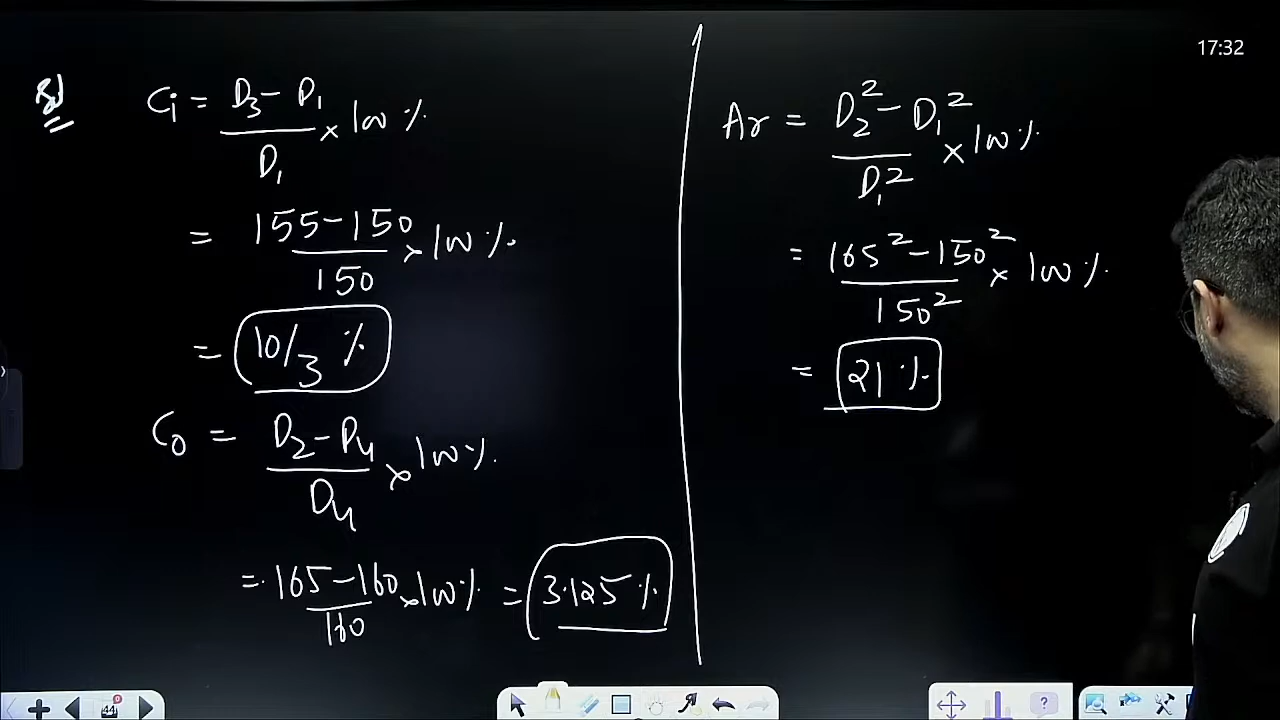 17:32
Sol
Ci = D3 - D1 / D1 × 100 %
= 155 - 150 / 150 × 100 %.
= 10/3 %
Co = D2 - D4 / D4 × 100 %.
= 165 - 160 / 160 × 100 % = 3.125 %
Ar = D2² - D1² / D1² × 100 %
= 165² - 150² / 150² × 100 %.
= 21 %
44